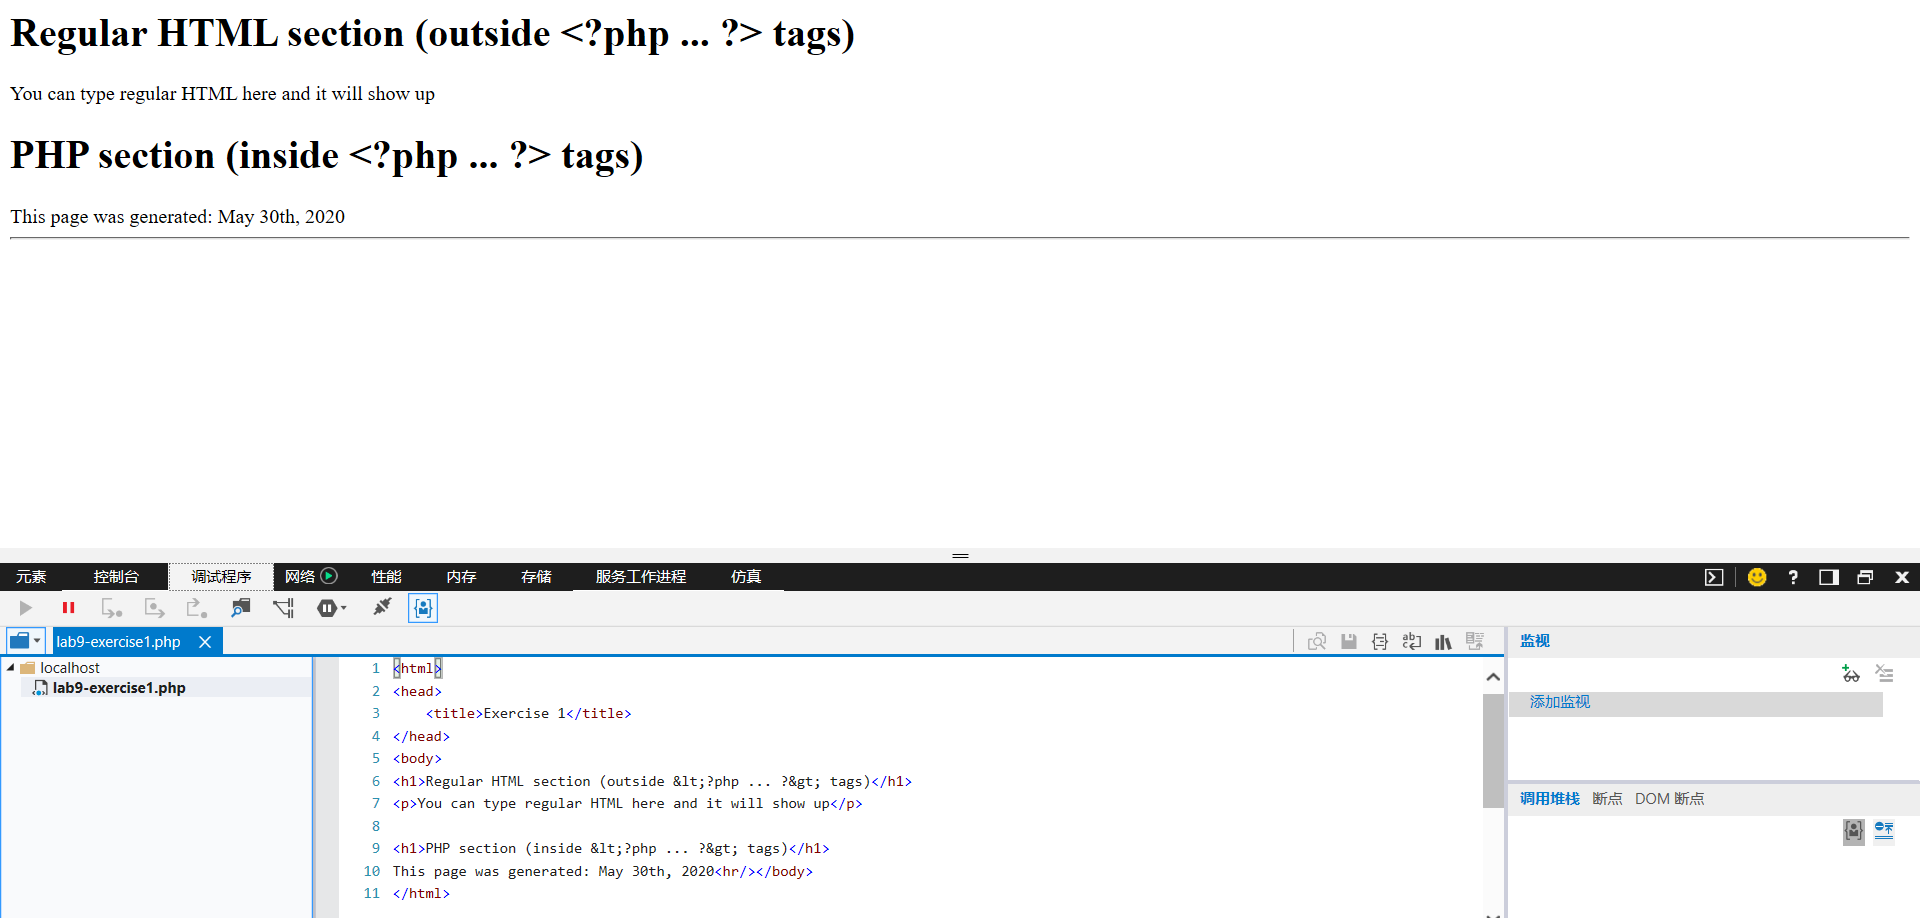 Regular HTML section (outside <?php ... ?> tags)
You can type regular HTML here and it will show up
PHP section (inside <?php ... ?> tags)
This page was generated: May 30th, 2020
元素 控制台 调试程序 网络 性能 内存 存储 服务工作进程 仿真
lab9-exercise1.php
监视
localhost
lab9-exercise1.php
添加监视
1 <html>
2 <head>
3 <title>Exercise 1</title>
4 </head>
5 <body>
6 <h1>Regular HTML section (outside &lt;?php ... ?&gt; tags)</h1>
7 <p>You can type regular HTML here and it will show up</p>
8
9 <h1>PHP section (inside &lt;?php ... ?&gt; tags)</h1>
10 This page was generated: May 30th, 2020<hr/></body>
11 </html>
调用堆栈 断点 DOM 断点